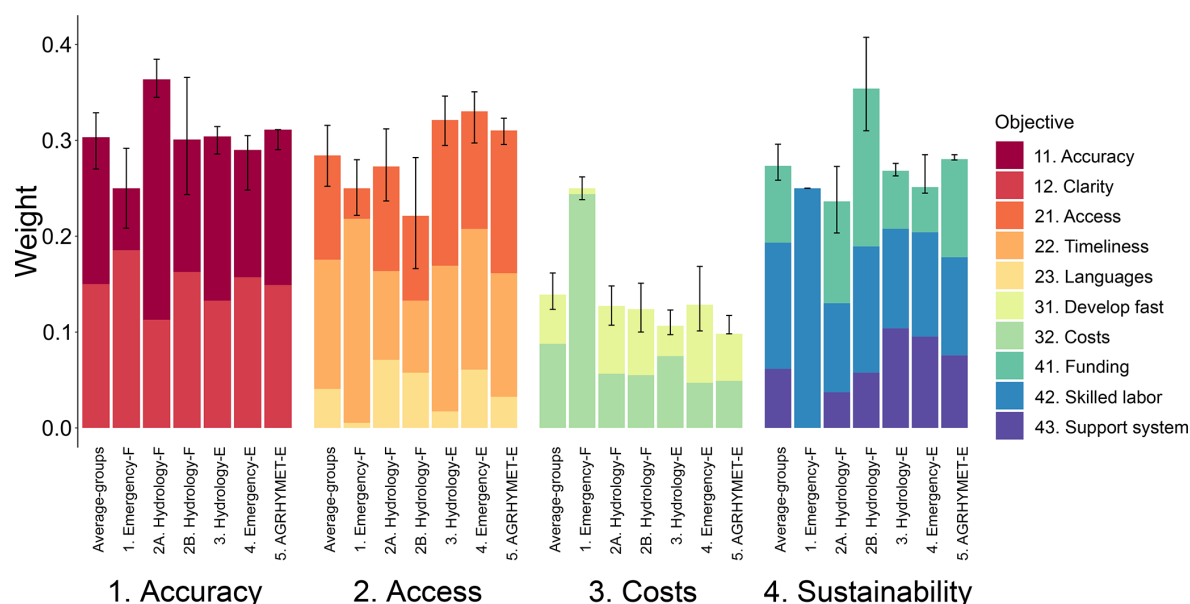 Weight
0.4
0.3
0.2
0.1
0.0
Average-groups
1. Emergency-F
2A. Hydrology-F
2B. Hydrology-F
3. Hydrology-E
4. Emergency-E
5. AGRHYMET-E
Average-groups
1. Emergency-F
2A. Hydrology-F
2B. Hydrology-F
3. Hydrology-E
4. Emergency-E
5. AGRHYMET-E
Average-groups
1. Emergency-F
2A. Hydrology-F
2B. Hydrology-F
3. Hydrology-E
4. Emergency-E
5. AGRHYMET-E
Average-groups
1. Emergency-F
2A. Hydrology-F
2B. Hydrology-F
3. Hydrology-E
4. Emergency-E
5. AGRHYMET-E
1. Accuracy
2. Access
3. Costs
4. Sustainability
Objective
11. Accuracy
12. Clarity
21. Access
22. Timeliness
23. Languages
31. Develop fast
32. Costs
41. Funding
42. Skilled labor
43. Support system